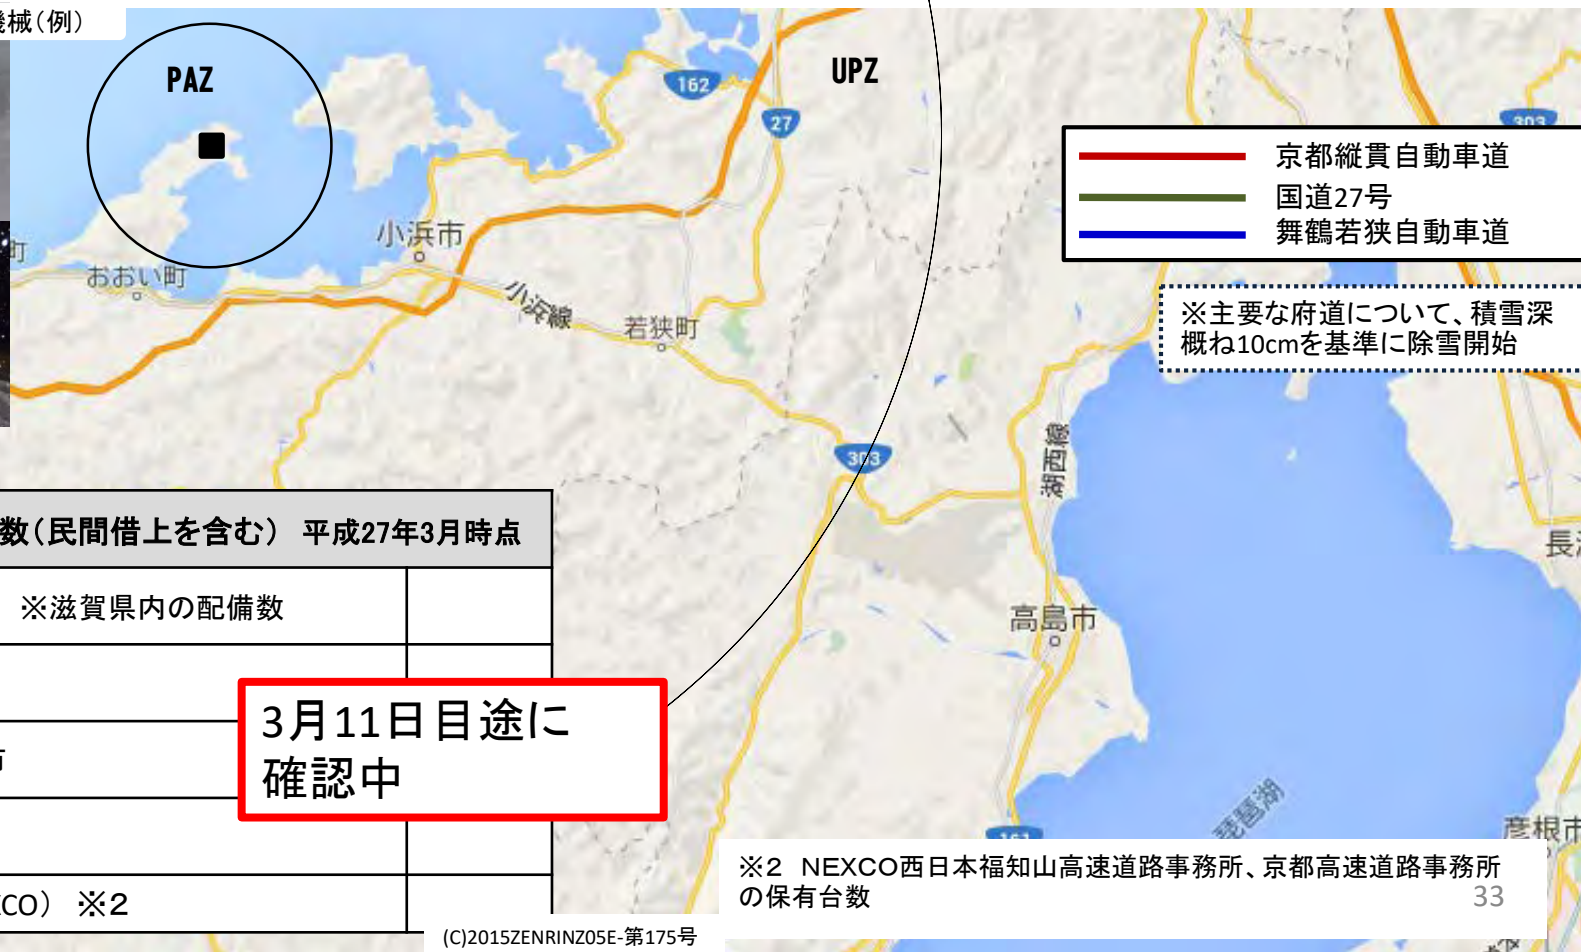 機械（例）
PAZ
UPZ
162
27
303
京都縦貫自動車道
国道27号
舞鶴若狭自動車道
小浜市
町
おおい町
小浜線
若狭町
※主要な府道について、積雪深
概ね10cmを基準に除雪開始
303
湖西線
数（民間借上を含む） 平成27年3月時点
※滋賀県内の配備数
高島市
3月11日目途に
確認中
161
琵琶湖
彦根市
CO） ※2
※2 NEXCO西日本福知山高速道路事務所、京都高速道路事務所
の保有台数
33
(C)2015ZENRINZ05E-第175号